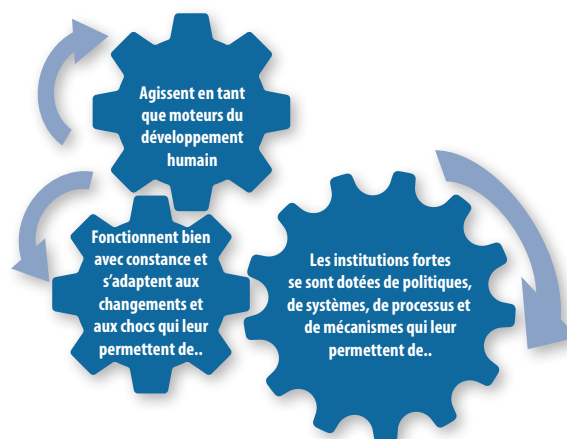 Agissent en tant
que moteurs du
développement
humain
Fonctionnent bien
avec constance et
s’adaptent aux
changements et
aux chocs qui leur
permettent de..
Les institutions fortes
se sont dotées de politiques,
de systèmes, de processus et
de mécanismes qui leur
permettent de..